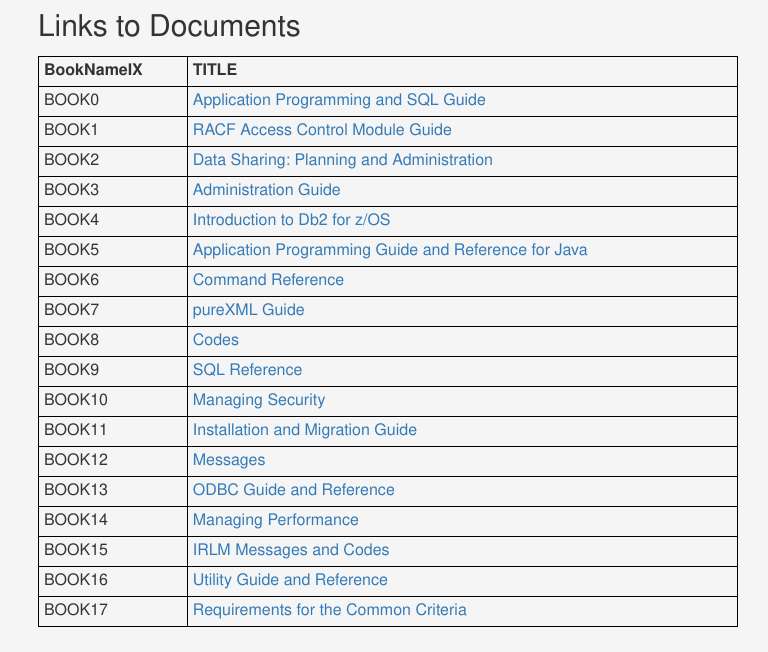 Links to Documents
BookNameIX TITLE
BOOK0 Application Programming and SQL Guide
BOOK1 RACF Access Control Module Guide
BOOK2 Data Sharing: Planning and Administration
BOOK3 Administration Guide
BOOK4 Introduction to Db2 for z/OS
BOOK5 Application Programming Guide and Reference for Java
BOOK6 Command Reference
BOOK7 pureXML Guide
BOOK8 Codes
BOOK9 SQL Reference
BOOK10 Managing Security
BOOK11 Installation and Migration Guide
BOOK12 Messages
BOOK13 ODBC Guide and Reference
BOOK14 Managing Performance
BOOK15 IRLM Messages and Codes
BOOK16 Utility Guide and Reference
BOOK17 Requirements for the Common Criteria